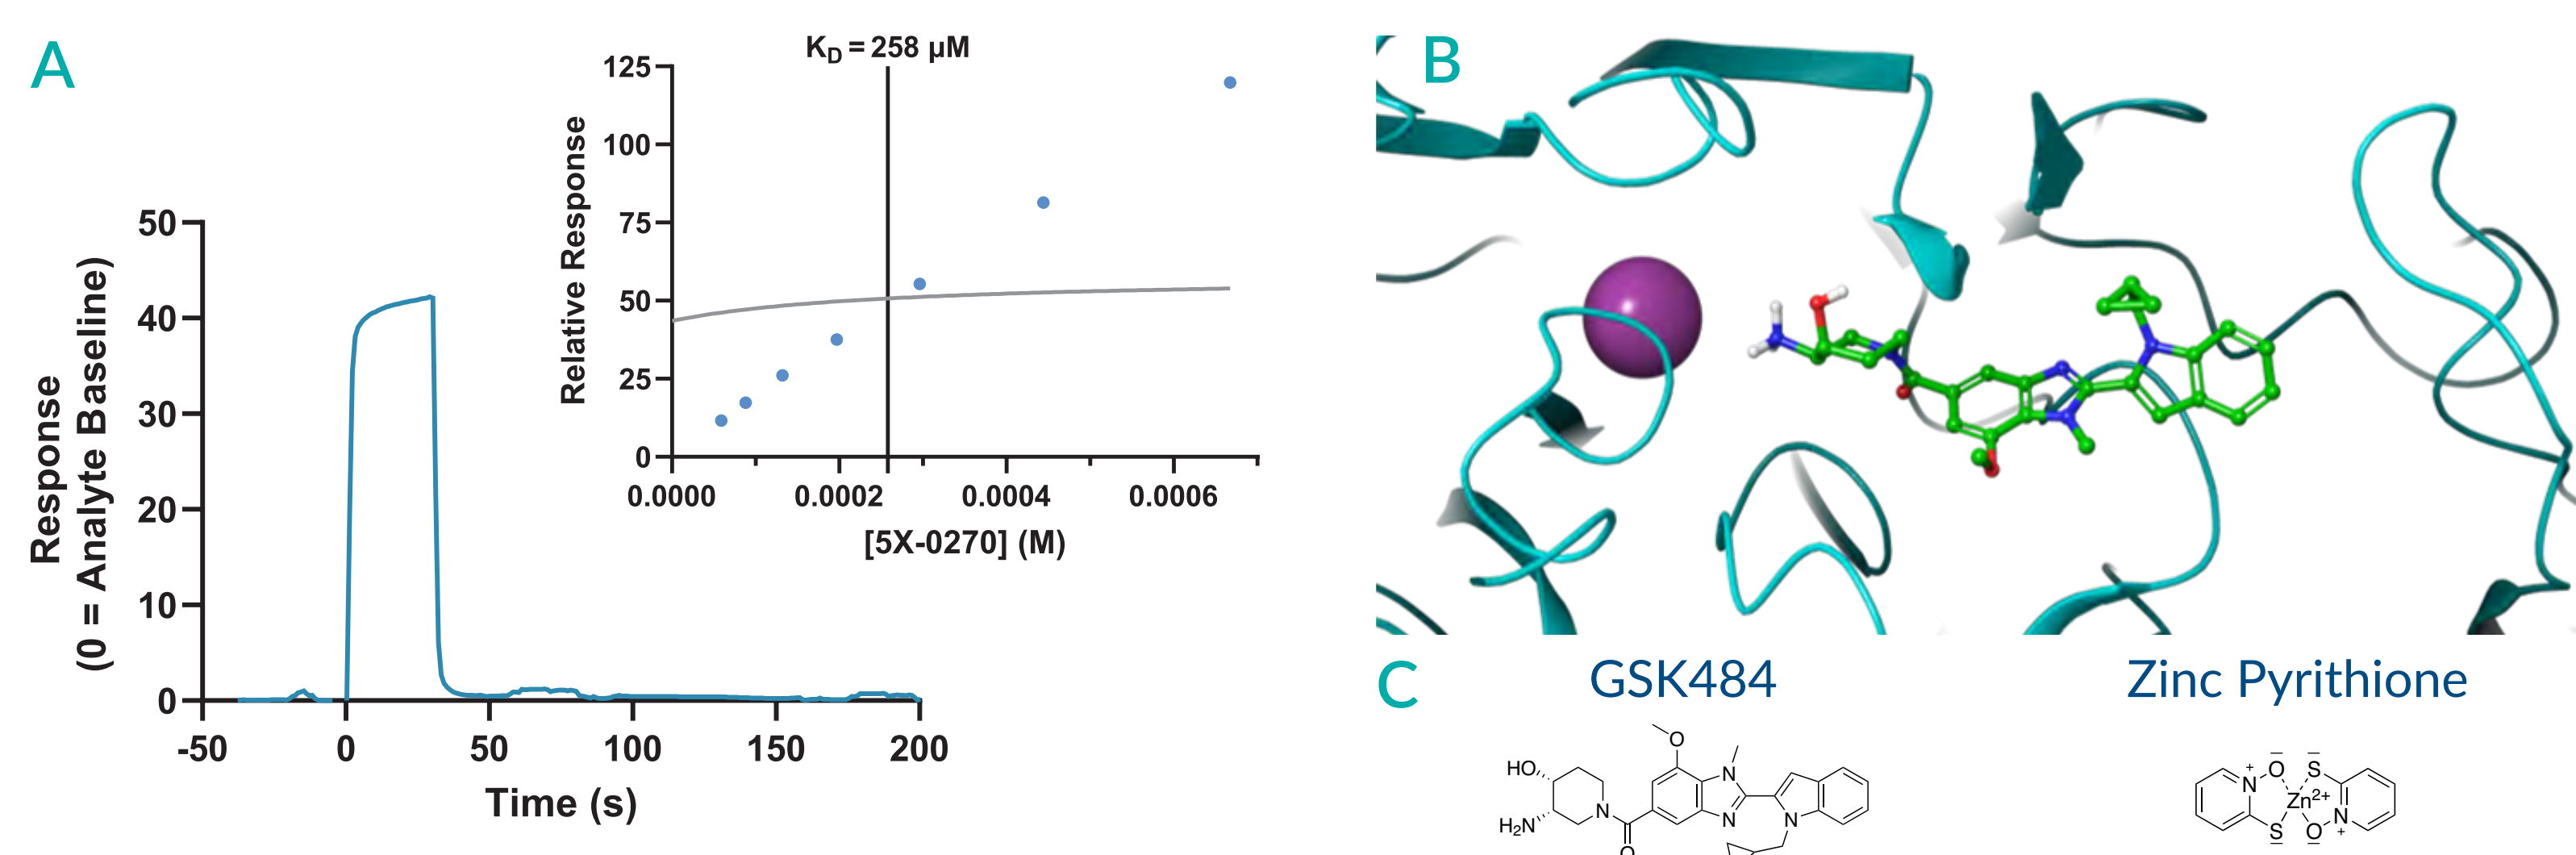 A
Response
(0 = Analyte Baseline)
50
40
30
20
10
0
-50
0
50
100
150
200
Time (s)
K_D = 258 µM
Relative Response
125
100
75
50
25
0
0.0000
0.0002
0.0004
0.0006
[5X-0270] (M)
B
C
GSK484
O
HO
N
N
N
N
H₂N
O
Zinc Pyrithione
O
S
N
+
Zn²⁺
S
O
N
+